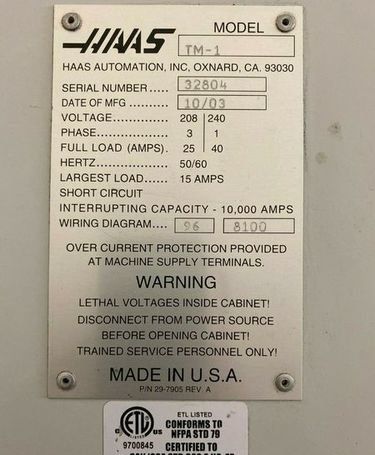 HAAS
MODEL
TM-1
HAAS AUTOMATION, INC, OXNARD, CA. 93030
SERIAL NUMBER.... 32804
DATE OF MFG ........ 10/03
VOLTAGE.............. 208 | 240
PHASE................... 3 | 1
FULL LOAD (AMPS). 25 | 40
HERTZ................... 50/60
LARGEST LOAD...... 15 AMPS
SHORT CIRCUIT
INTERRUPTING CAPACITY - 10,000 AMPS
WIRING DIAGRAM.... 96 8100
OVER CURRENT PROTECTION PROVIDED
AT MACHINE SUPPLY TERMINALS.
WARNING
LETHAL VOLTAGES INSIDE CABINET!
DISCONNECT FROM POWER SOURCE
BEFORE OPENING CABINET!
TRAINED SERVICE PERSONNEL ONLY!
MADE IN U.S.A.
P/N 29-7905 REV. A
ETL LISTED
CONFORMS TO
NFPA STD 79
CERTIFIED TO
C ETL US
9700845